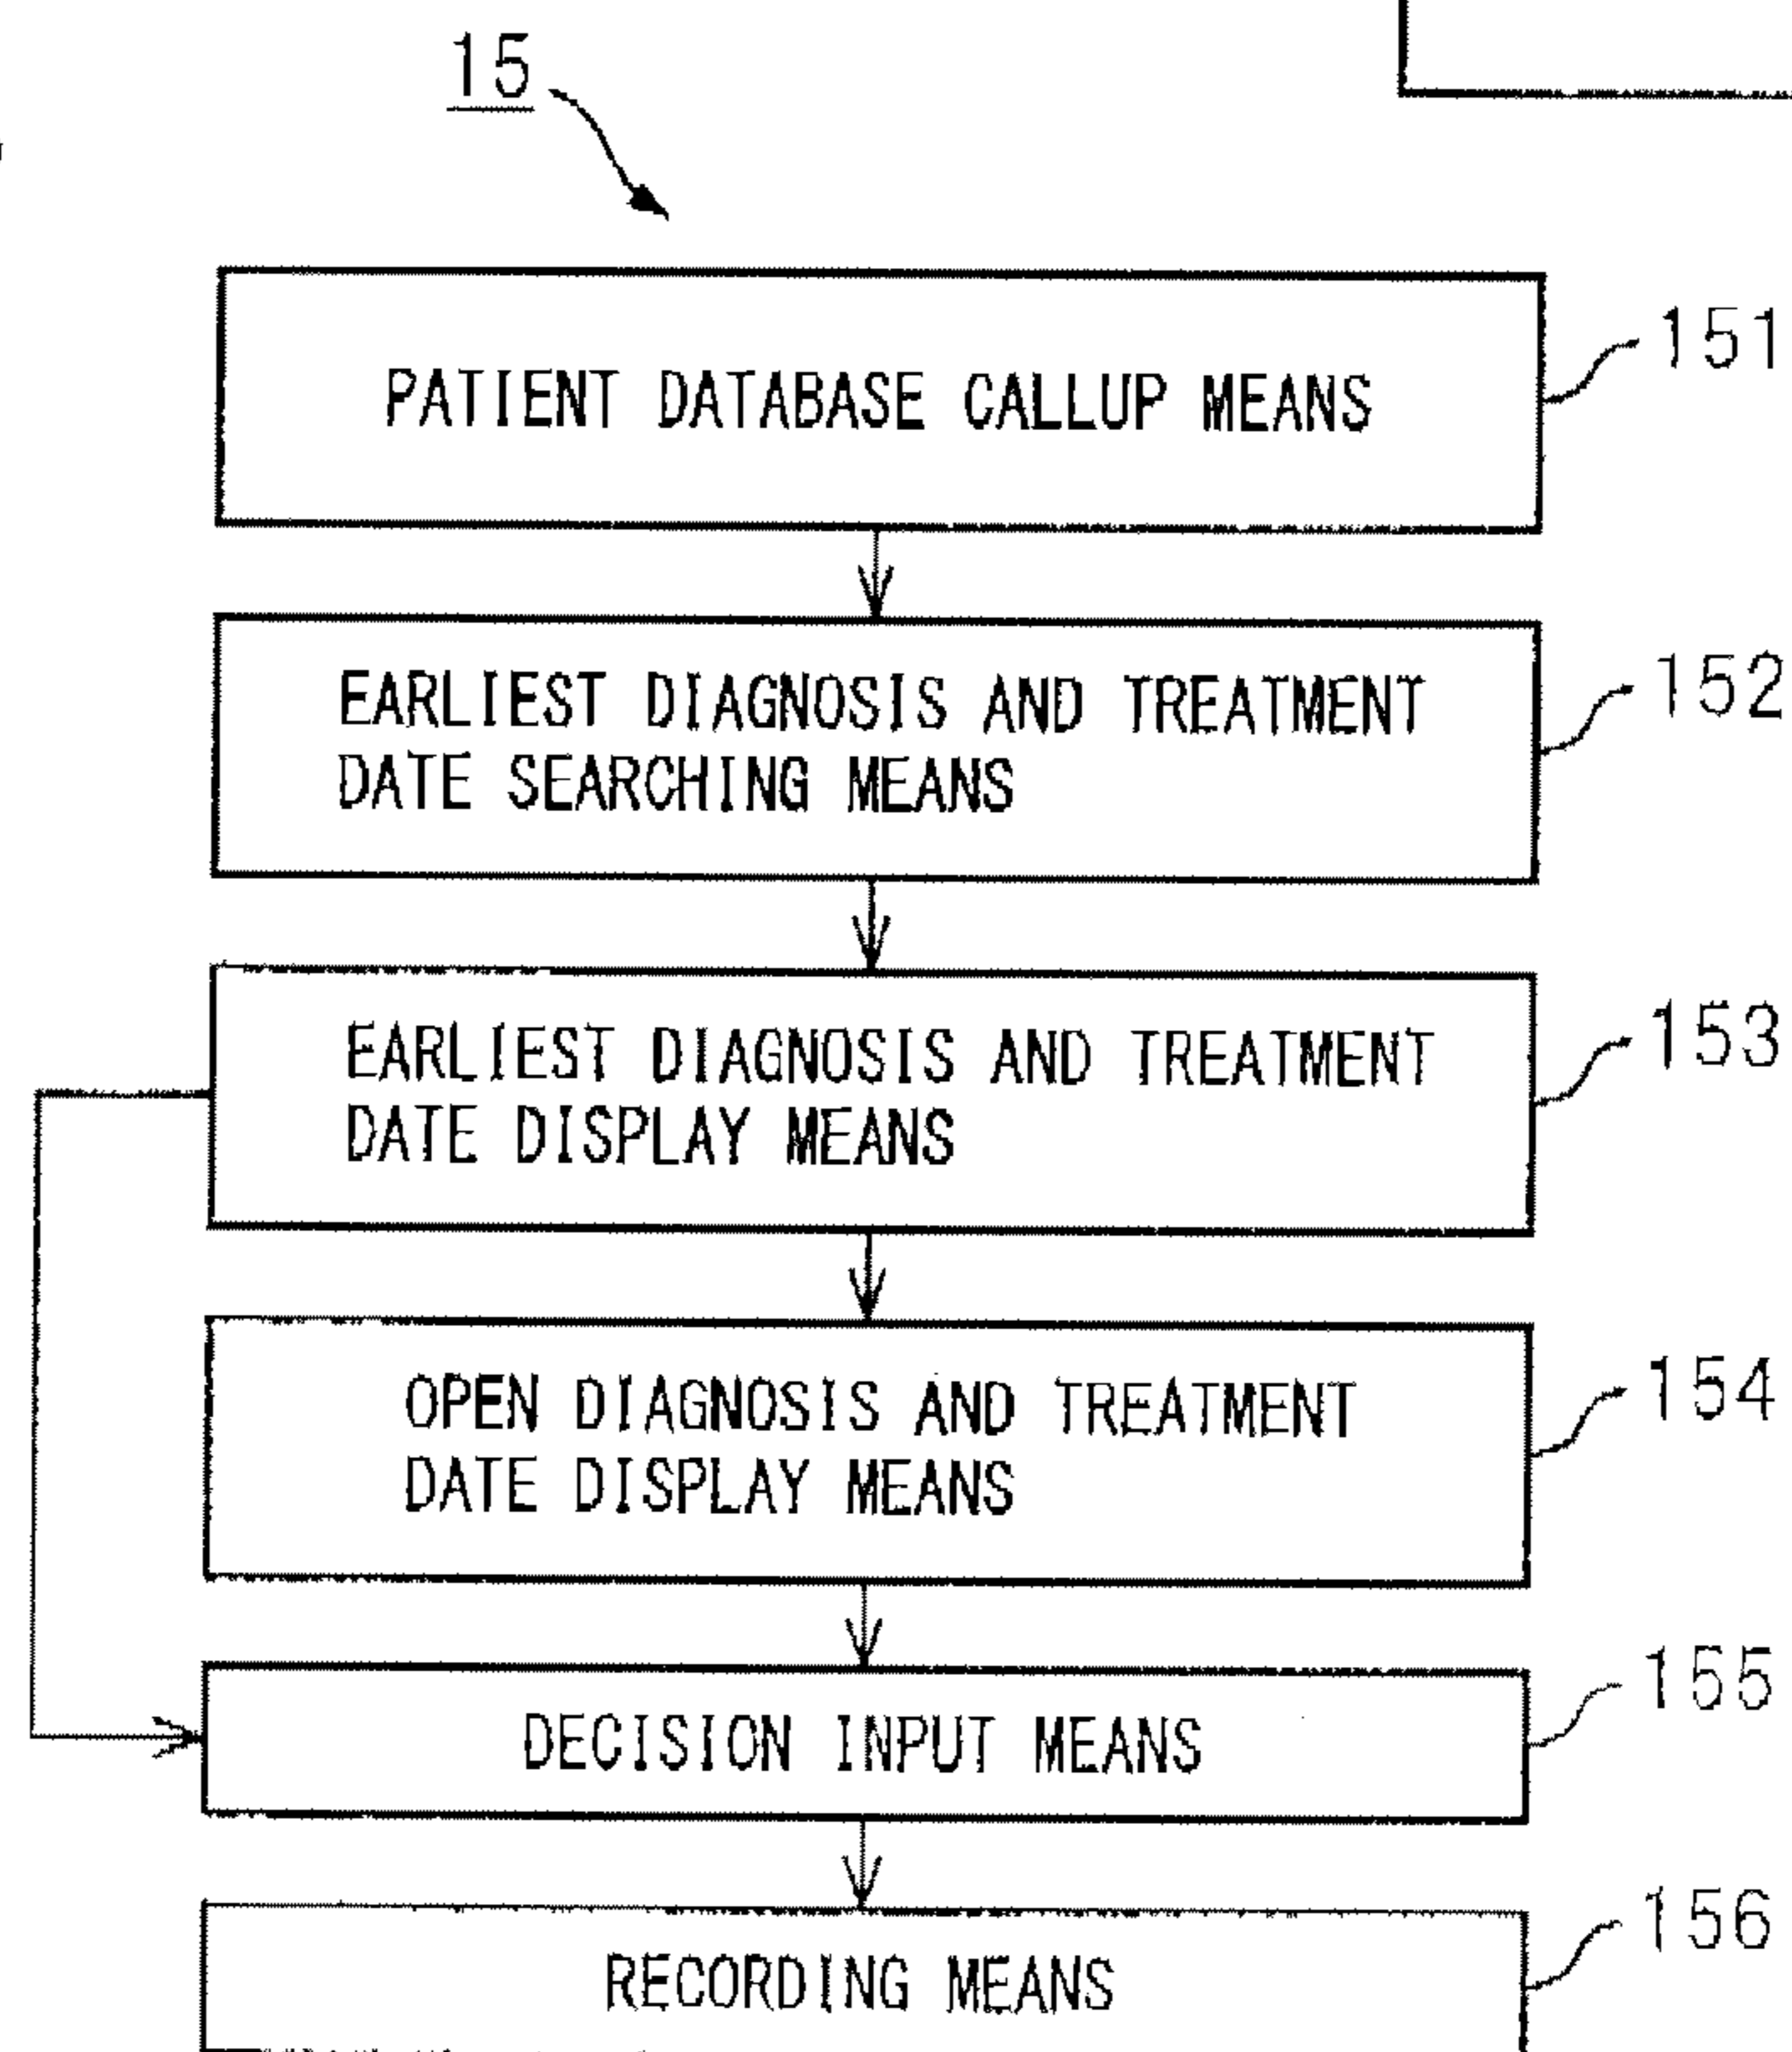 15
PATIENT DATABASE CALLUP MEANS
151
EARLIEST DIAGNOSIS AND TREATMENT
DATE SEARCHING MEANS
152
EARLIEST DIAGNOSIS AND TREATMENT
DATE DISPLAY MEANS
153
OPEN DIAGNOSIS AND TREATMENT
DATE DISPLAY MEANS
154
DECISION INPUT MEANS
155
RECORDING MEANS
156